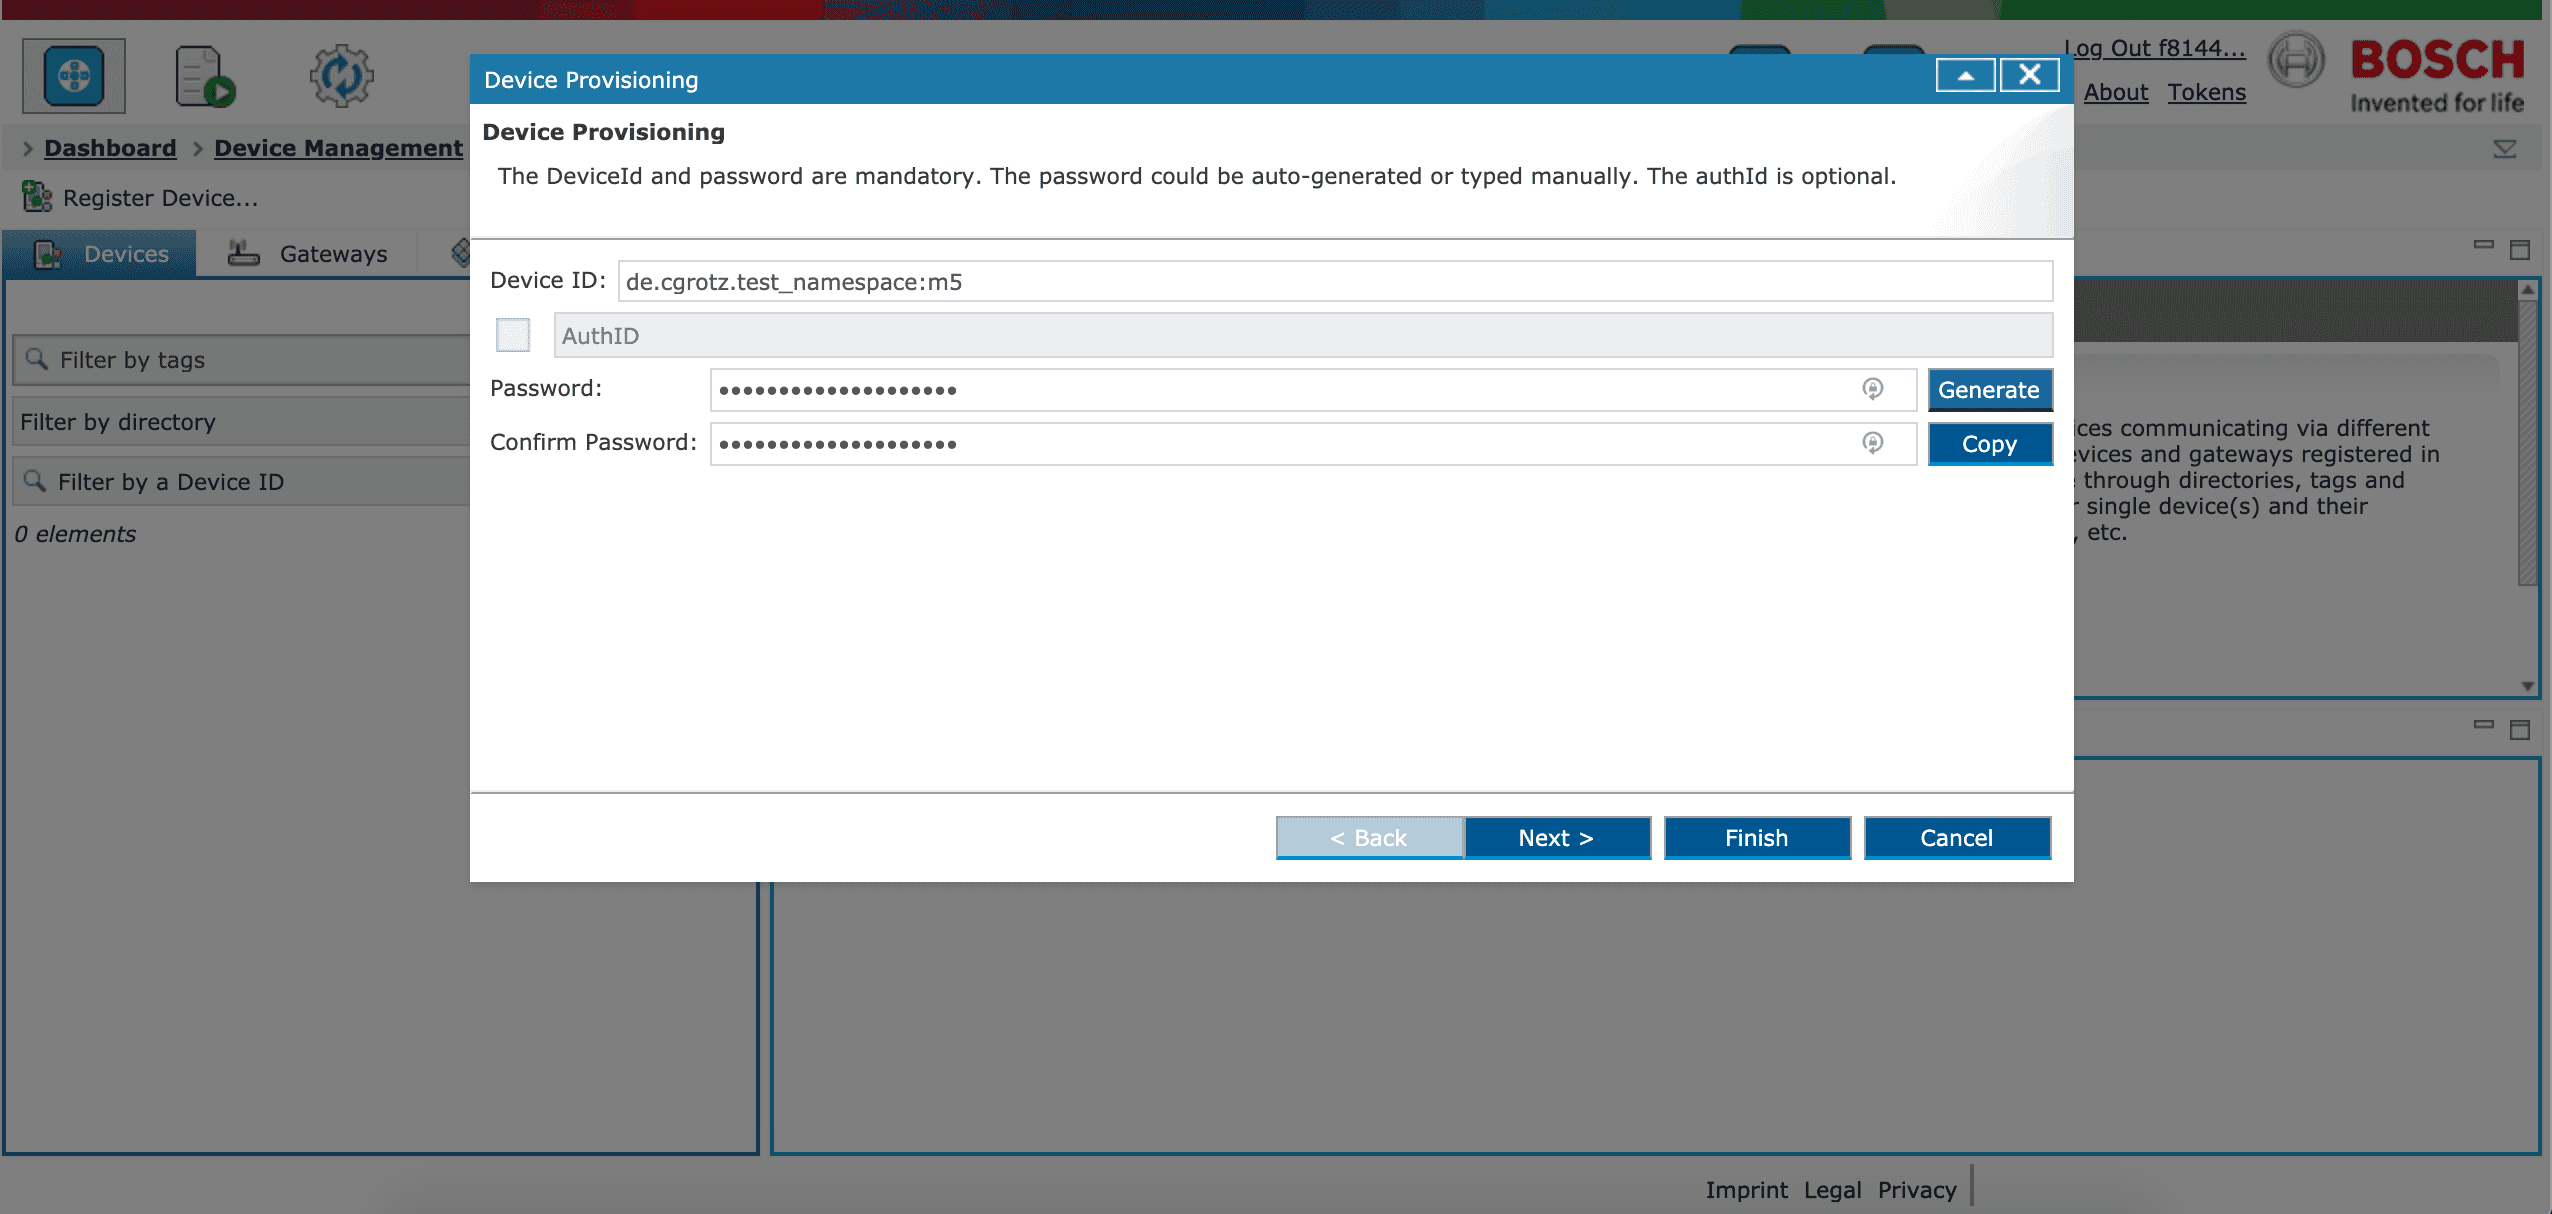 Log Out f8144...
About Tokens
BOSCH
Invented for life
Dashboard
Device Management
Register Device...
Devices
Gateways
Filter by tags
Filter by directory
Filter by a Device ID
0 elements
Device Provisioning
Device Provisioning
The DeviceId and password are mandatory. The password could be auto-generated or typed manually. The authId is optional.
Device ID: de.cgrotz.test_namespace:m5
AuthID
Password: ••••••••••••••••••••
Generate
Confirm Password: ••••••••••••••••••••
Copy
< Back
Next >
Finish
Cancel
communicating via different
and gateways registered in
through directories, tags and
single device(s) and their
, etc.
Imprint Legal Privacy